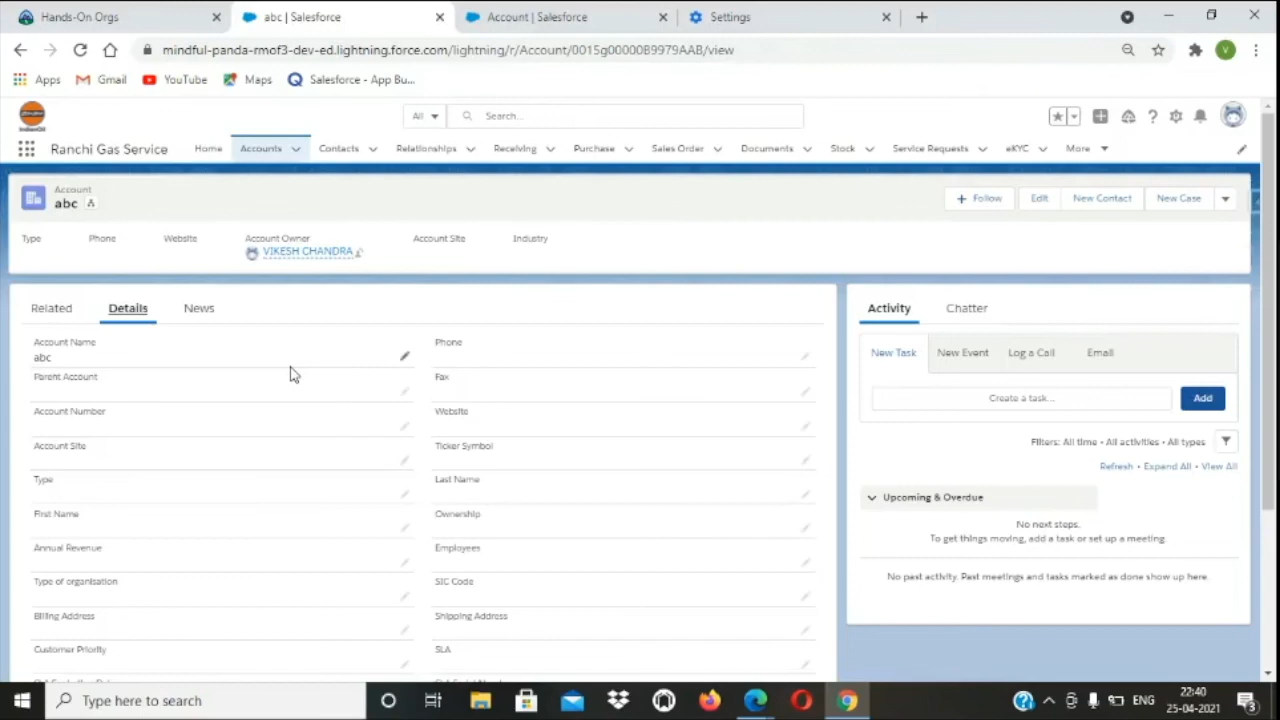 Hands-On Orgs
abc | Salesforce
Account | Salesforce
Settings
mindful-panda-rmof3-dev-ed.lightning.force.com/lightning/r/Account/0015g00000B9979AAB/view
V
Apps
Gmail
YouTube
Maps
Salesforce - App Bu...
All
Search...
Ranchi Gas Service
Home
Accounts
Contacts
Relationships
Receiving
Purchase
Sales Order
Documents
Stock
Service Requests
eKYC
More
Account
abc
+ Follow
Edit
New Contact
New Case
Type
Phone
Website
Account Owner
VIKESH CHANDRA
Account Site
Industry
Related
Details
News
Account Name
abc
Phone
Parent Account
Fax
Account Number
Website
Account Site
Ticker Symbol
Type
Last Name
First Name
Ownership
Annual Revenue
Employees
Type of organisation
SIC Code
Billing Address
Shipping Address
Customer Priority
SLA
Activity
Chatter
New Task
New Event
Log a Call
Email
Create a task...
Add
Filters: All time • All activities • All types
Refresh • Expand All • View All
Upcoming & Overdue
No next steps.
To get things moving, add a task or set up a meeting.
No past activity. Past meetings and tasks marked as done show up here.
Type here to search
ENG
22:40
25-04-2021
3